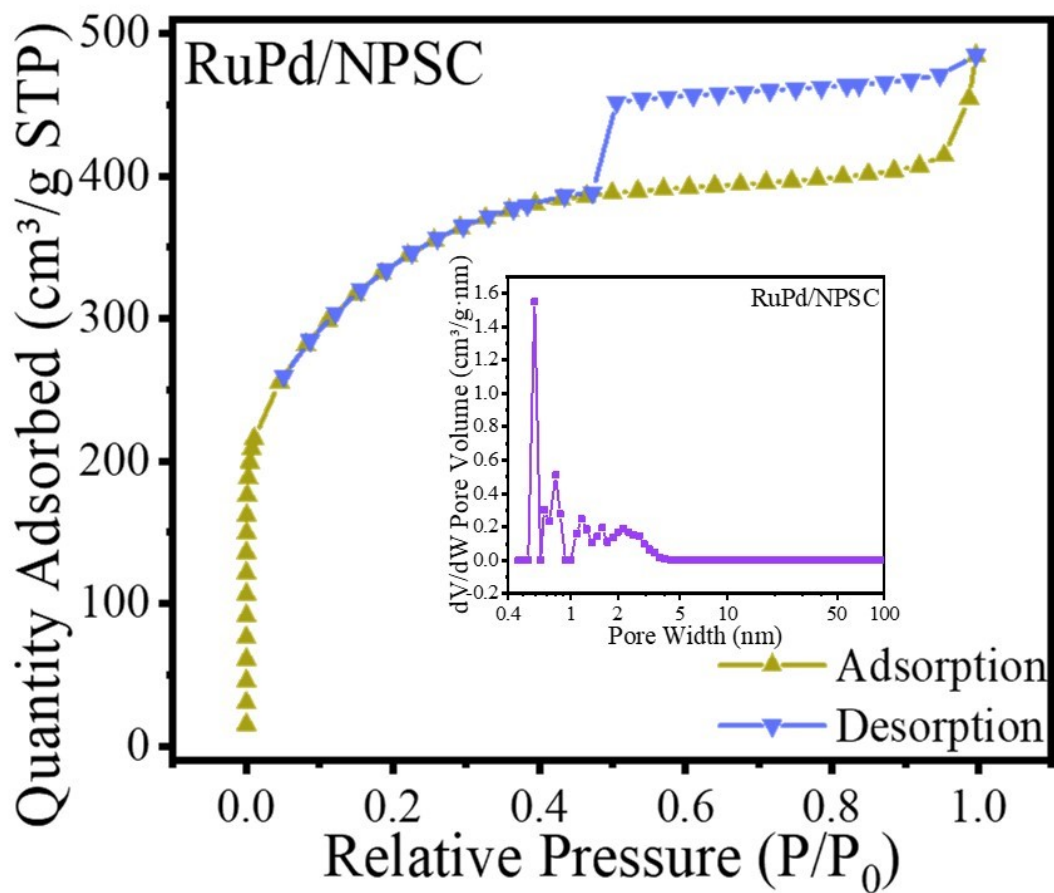 Quantity Adsorbed (cm³/g STP)
500
400
300
200
100
0
RuPd/NPSC
dV/dW Pore Volume (cm³/g·nm)
1.6
1.4
1.2
1.0
0.8
0.6
0.4
0.2
0.0
-0.2
RuPd/NPSC
0.4 1 2 5 10 50 100
Pore Width (nm)
Adsorption
Desorption
0.0 0.2 0.4 0.6 0.8 1.0
Relative Pressure (P/P₀)